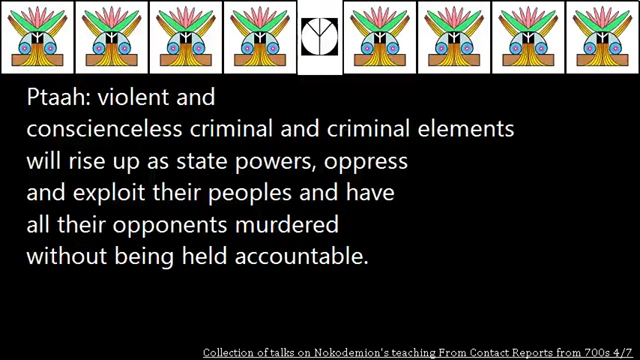 Ptaah: violent and
conscienceless criminal and criminal elements
will rise up as state powers, oppress
and exploit their peoples and have
all their opponents murdered
without being held accountable.
Collection of talks on Nokodemion's teaching From Contact Reports from 700s 4/7